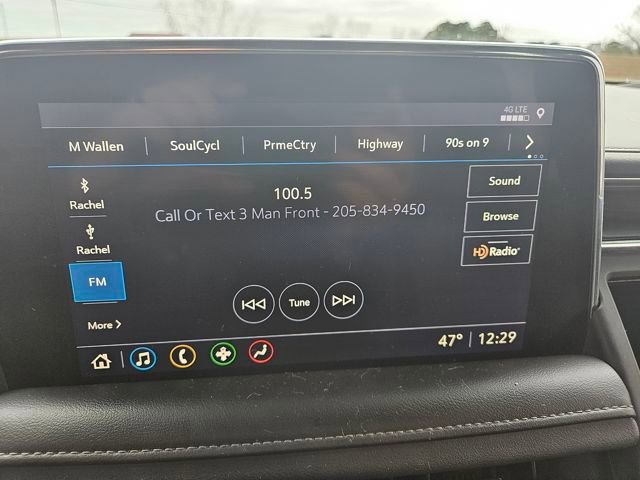 4G LTE
M Wallen SoulCycl PrmeCtry Highway 90s on 9
Rachel
Rachel
FM
More
100.5
Call Or Text 3 Man Front - 205-834-9450
Sound
Browse
HD Radio
Tune
47° 12:29